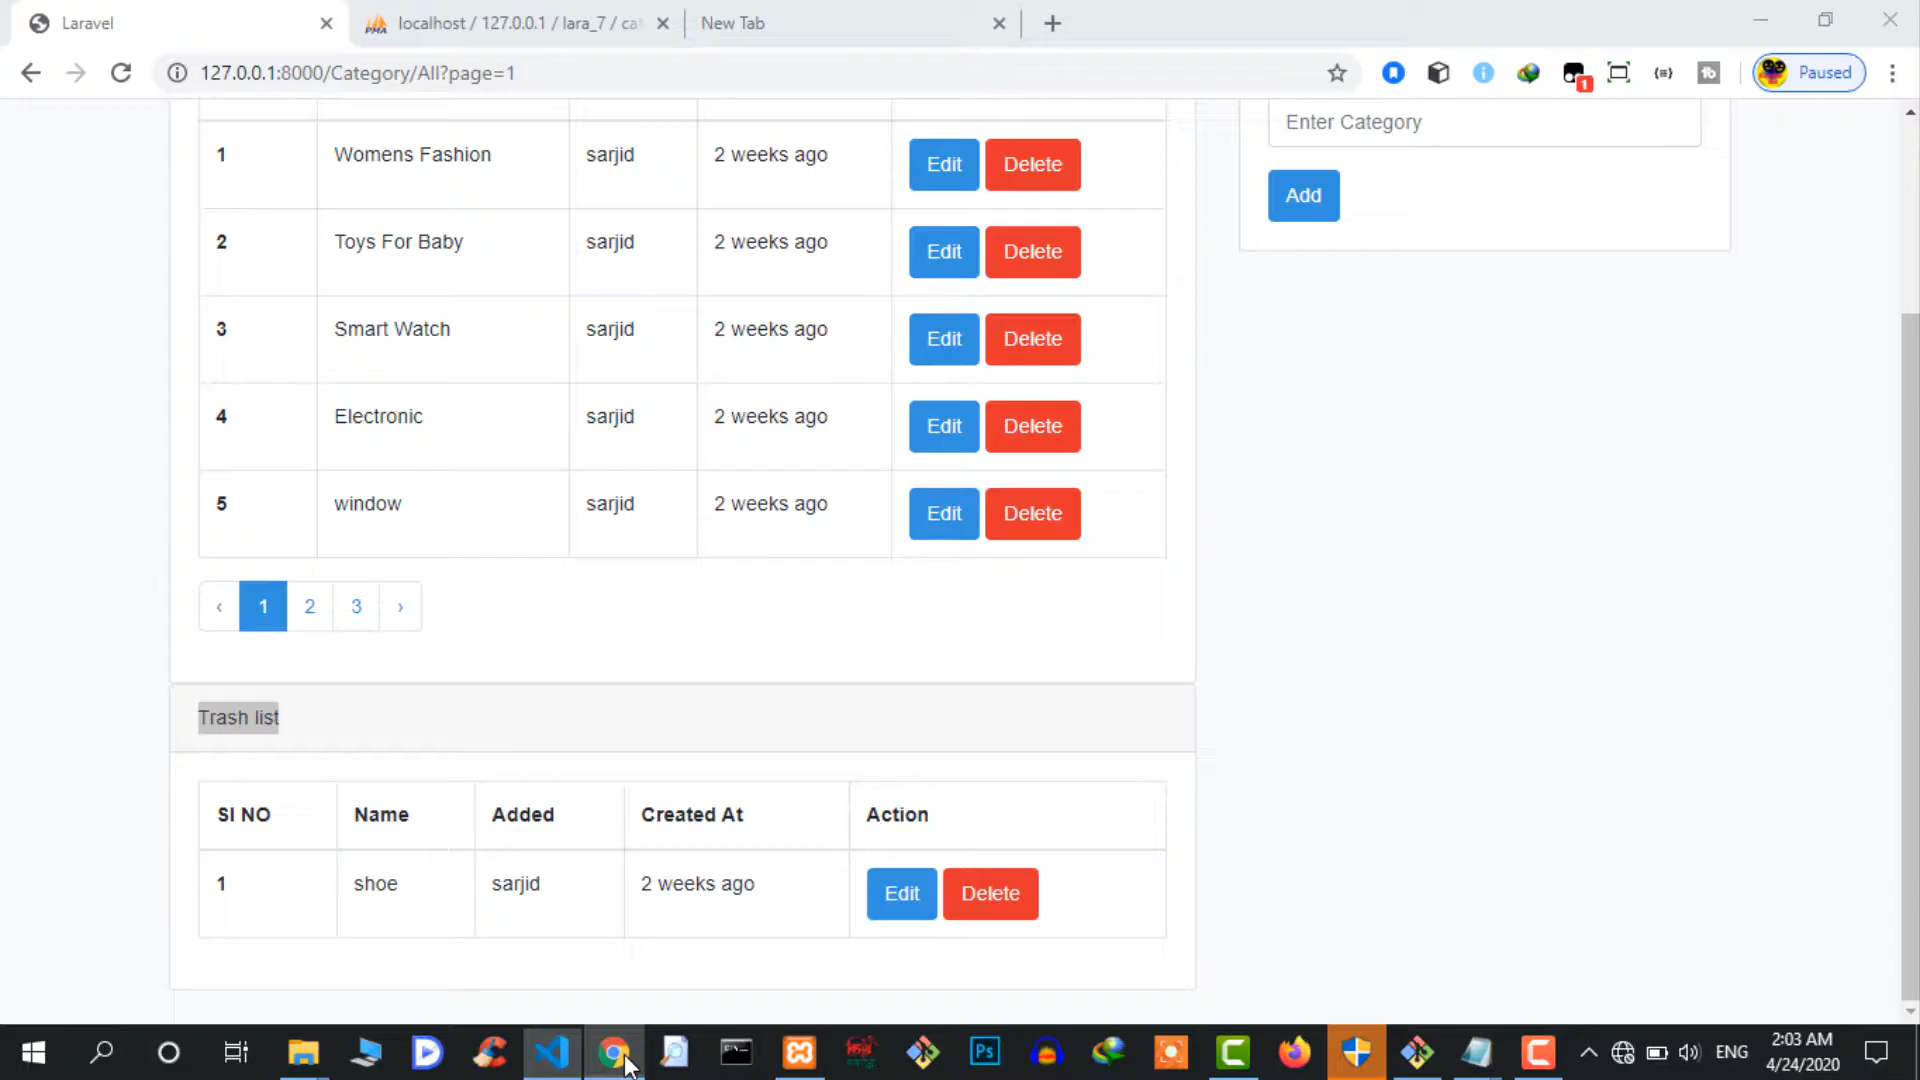 Laravel
localhost / 127.0.0.1 / lara_7 / cat
New Tab
127.0.0.1:8000/Category/All?page=1
Paused
1 Womens Fashion sarjid 2 weeks ago Edit Delete
2 Toys For Baby sarjid 2 weeks ago Edit Delete
3 Smart Watch sarjid 2 weeks ago Edit Delete
4 Electronic sarjid 2 weeks ago Edit Delete
5 window sarjid 2 weeks ago Edit Delete
‹ 1 2 3 ›
Enter Category
Add
Trash list
Sl NO Name Added Created At Action
1 shoe sarjid 2 weeks ago Edit Delete
ENG
2:03 AM
4/24/2020